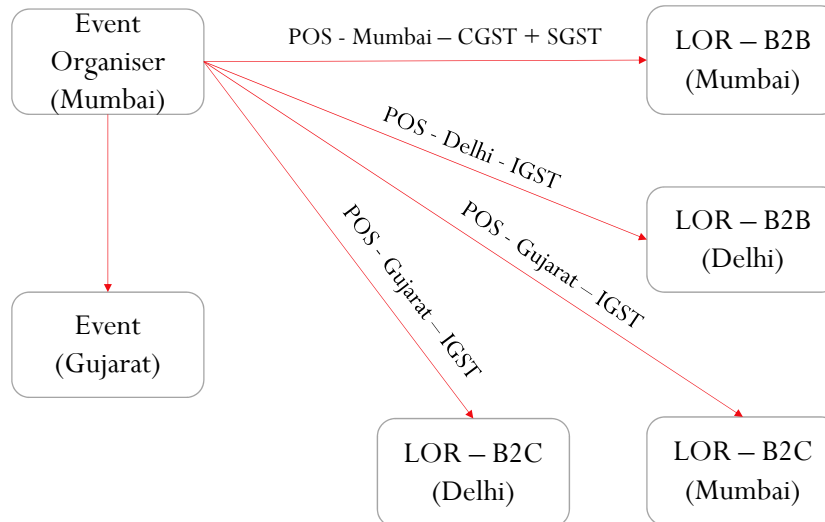 Event
Organiser
(Mumbai)
POS - Mumbai – CGST + SGST
LOR – B2B
(Mumbai)
POS - Delhi - IGST
LOR – B2B
(Delhi)
POS - Gujarat – IGST
POS - Gujarat – IGST
Event
(Gujarat)
LOR – B2C
(Delhi)
LOR – B2C
(Mumbai)